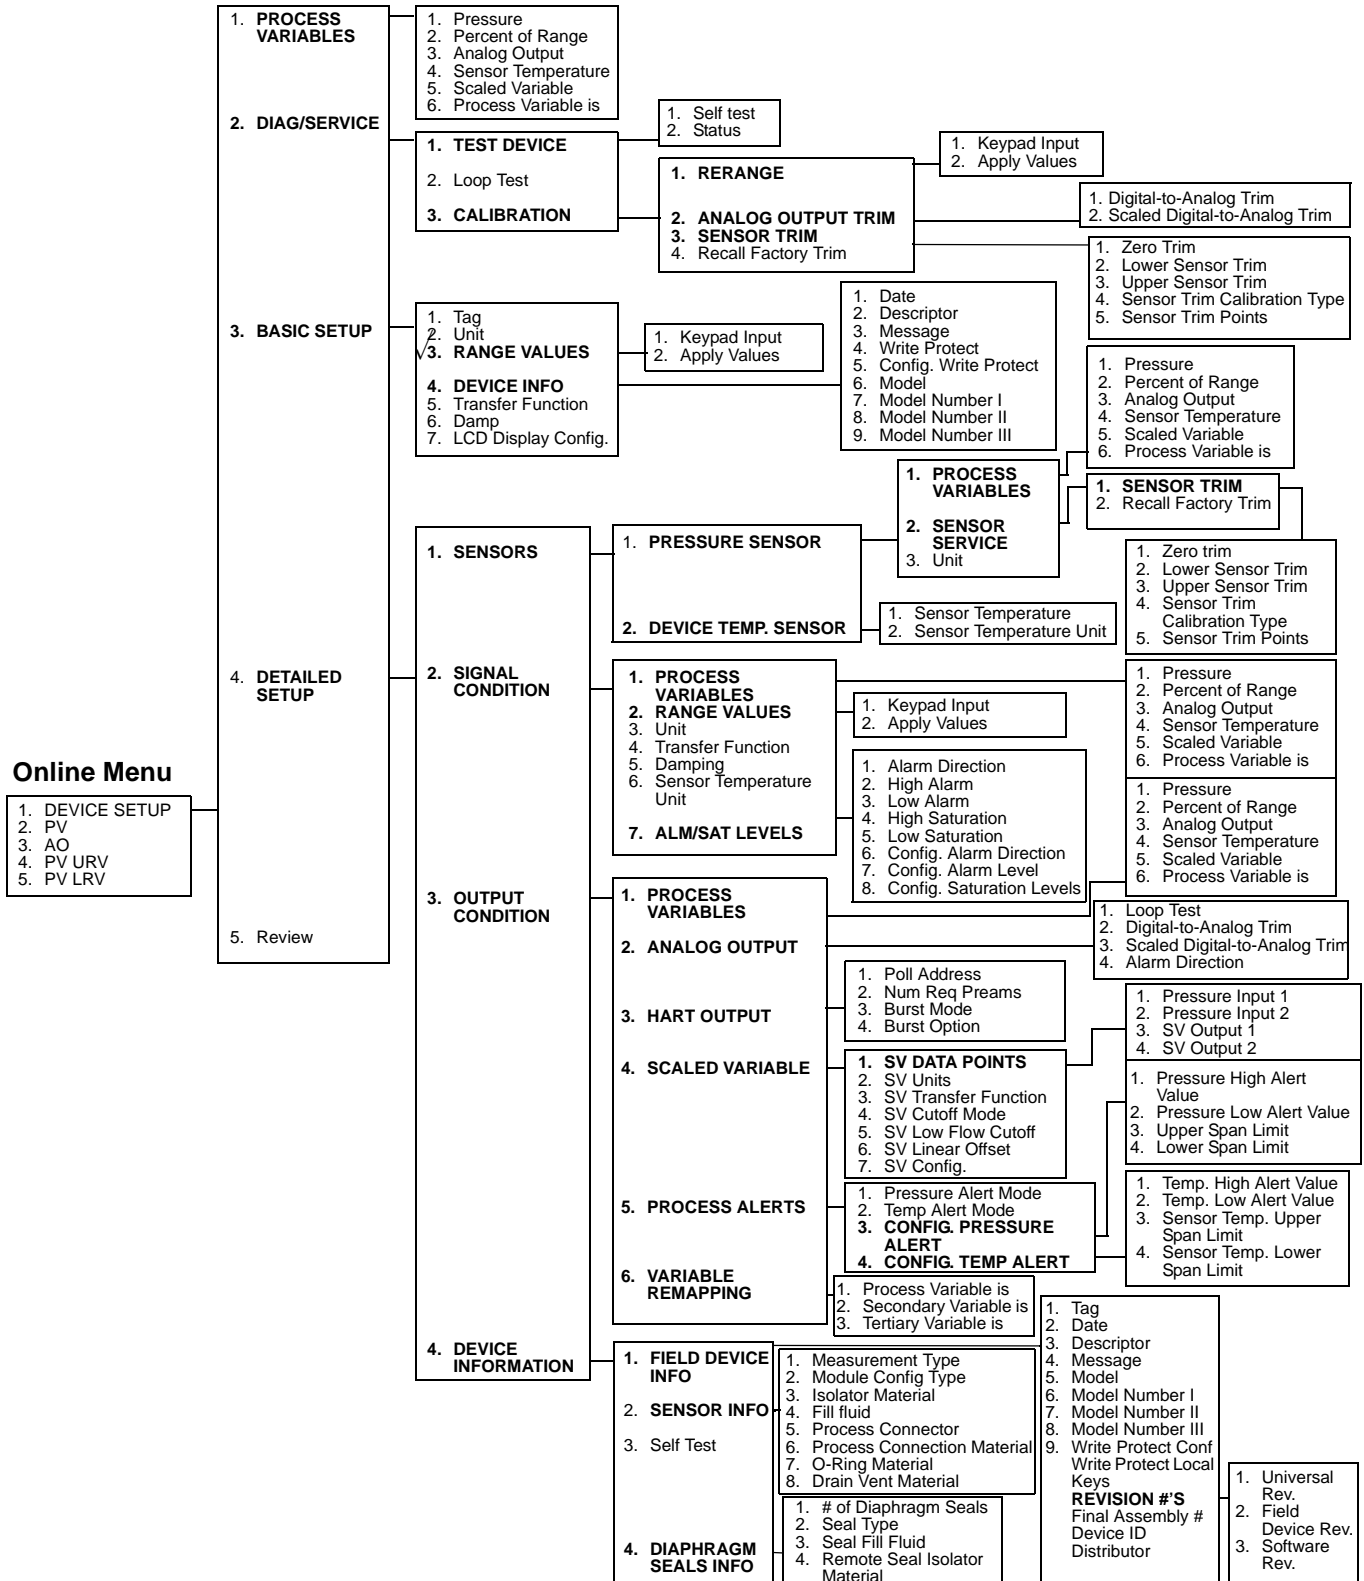 1. PROCESS
VARIABLES
1. Pressure
2. Percent of Range
3. Analog Output
4. Sensor Temperature
5. Scaled Variable
6. Process Variable is
2. DIAG/SERVICE
1. TEST DEVICE
2. Loop Test
3. CALIBRATION
1. Self test
2. Status
1. RERANGE
2. ANALOG OUTPUT TRIM
3. SENSOR TRIM
4. Recall Factory Trim
1. Keypad Input
2. Apply Values
1. Digital-to-Analog Trim
2. Scaled Digital-to-Analog Trim
1. Zero Trim
2. Lower Sensor Trim
3. Upper Sensor Trim
4. Sensor Trim Calibration Type
5. Sensor Trim Points
3. BASIC SETUP
1. Tag
2. Unit
3. RANGE VALUES
4. DEVICE INFO
5. Transfer Function
6. Damp
7. LCD Display Config.
1. Keypad Input
2. Apply Values
1. Date
2. Descriptor
3. Message
4. Write Protect
5. Config. Write Protect
6. Model
7. Model Number I
8. Model Number II
9. Model Number III
1. Pressure
2. Percent of Range
3. Analog Output
4. Sensor Temperature
5. Scaled Variable
6. Process Variable is
1. PROCESS
VARIABLES
2. SENSOR
SERVICE
3. Unit
1. SENSOR TRIM
2. Recall Factory Trim
1. Zero trim
2. Lower Sensor Trim
3. Upper Sensor Trim
4. Sensor Trim
Calibration Type
5. Sensor Trim Points
4. DETAILED
SETUP
1. SENSORS
1. PRESSURE SENSOR
2. DEVICE TEMP. SENSOR
1. Sensor Temperature
2. Sensor Temperature Unit
2. SIGNAL
CONDITION
1. PROCESS
VARIABLES
2. RANGE VALUES
3. Unit
4. Transfer Function
5. Damping
6. Sensor Temperature
Unit
7. ALM/SAT LEVELS
1. Keypad Input
2. Apply Values
1. Pressure
2. Percent of Range
3. Analog Output
4. Sensor Temperature
5. Scaled Variable
6. Process Variable is
1. Alarm Direction
2. High Alarm
3. Low Alarm
4. High Saturation
5. Low Saturation
6. Config. Alarm Direction
7. Config. Alarm Level
8. Config. Saturation Levels
1. Pressure
2. Percent of Range
3. Analog Output
4. Sensor Temperature
5. Scaled Variable
6. Process Variable is
Online Menu
1. DEVICE SETUP
2. PV
3. AO
4. PV URV
5. PV LRV
5. Review
3. OUTPUT
CONDITION
1. PROCESS
VARIABLES
2. ANALOG OUTPUT
3. HART OUTPUT
4. SCALED VARIABLE
5. PROCESS ALERTS
6. VARIABLE
REMAPPING
1. Loop Test
2. Digital-to-Analog Trim
3. Scaled Digital-to-Analog Trim
4. Alarm Direction
1. Poll Address
2. Num Req Preams
3. Burst Mode
4. Burst Option
1. Pressure Input 1
2. Pressure Input 2
3. SV Output 1
4. SV Output 2
1. SV DATA POINTS
2. SV Units
3. SV Transfer Function
4. SV Cutoff Mode
5. SV Low Flow Cutoff
6. SV Linear Offset
7. SV Config.
1. Pressure High Alert
Value
2. Pressure Low Alert Value
3. Upper Span Limit
4. Lower Span Limit
1. Pressure Alert Mode
2. Temp Alert Mode
3. CONFIG. PRESSURE
ALERT
4. CONFIG. TEMP ALERT
1. Temp. High Alert Value
2. Temp. Low Alert Value
3. Sensor Temp. Upper
Span Limit
4. Sensor Temp. Lower
Span Limit
1. Process Variable is
2. Secondary Variable is
3. Tertiary Variable is
4. DEVICE
INFORMATION
1. FIELD DEVICE
INFO
2. SENSOR INFO
3. Self Test
4. DIAPHRAGM
SEALS INFO
1. Measurement Type
2. Module Config Type
3. Isolator Material
4. Fill fluid
5. Process Connector
6. Process Connection Material
7. O-Ring Material
8. Drain Vent Material
1. # of Diaphragm Seals
2. Seal Type
3. Seal Fill Fluid
4. Remote Seal Isolator
Material
1. Tag
2. Date
3. Descriptor
4. Message
5. Model
6. Model Number I
7. Model Number II
8. Model Number III
9. Write Protect Conf
Write Protect Local
Keys
REVISION #'S
Final Assembly #
Device ID
Distributor
1. Universal
Rev.
2. Field
Device Rev.
3. Software
Rev.